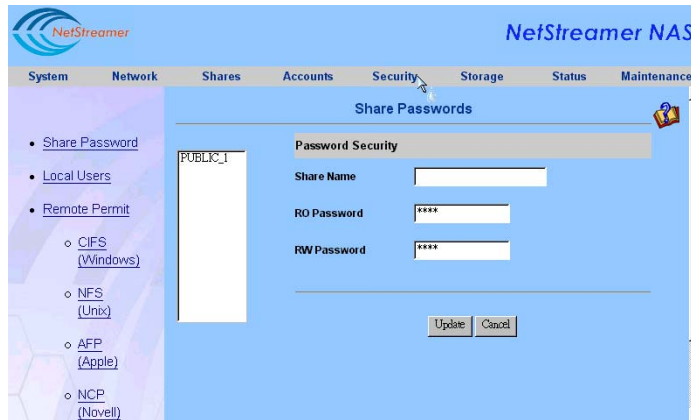 NetStreamer
NetStreamer NAS
System Network Shares Accounts Security Storage Status Maintenance
Share Passwords
Share Password
Local Users
Remote Permit
CIFS
(Windows)
NFS
(Unix)
AFP
(Apple)
NCP
(Novell)
PUBLIC_1
Password Security
Share Name
RO Password ****
RW Password ****
Update Cancel